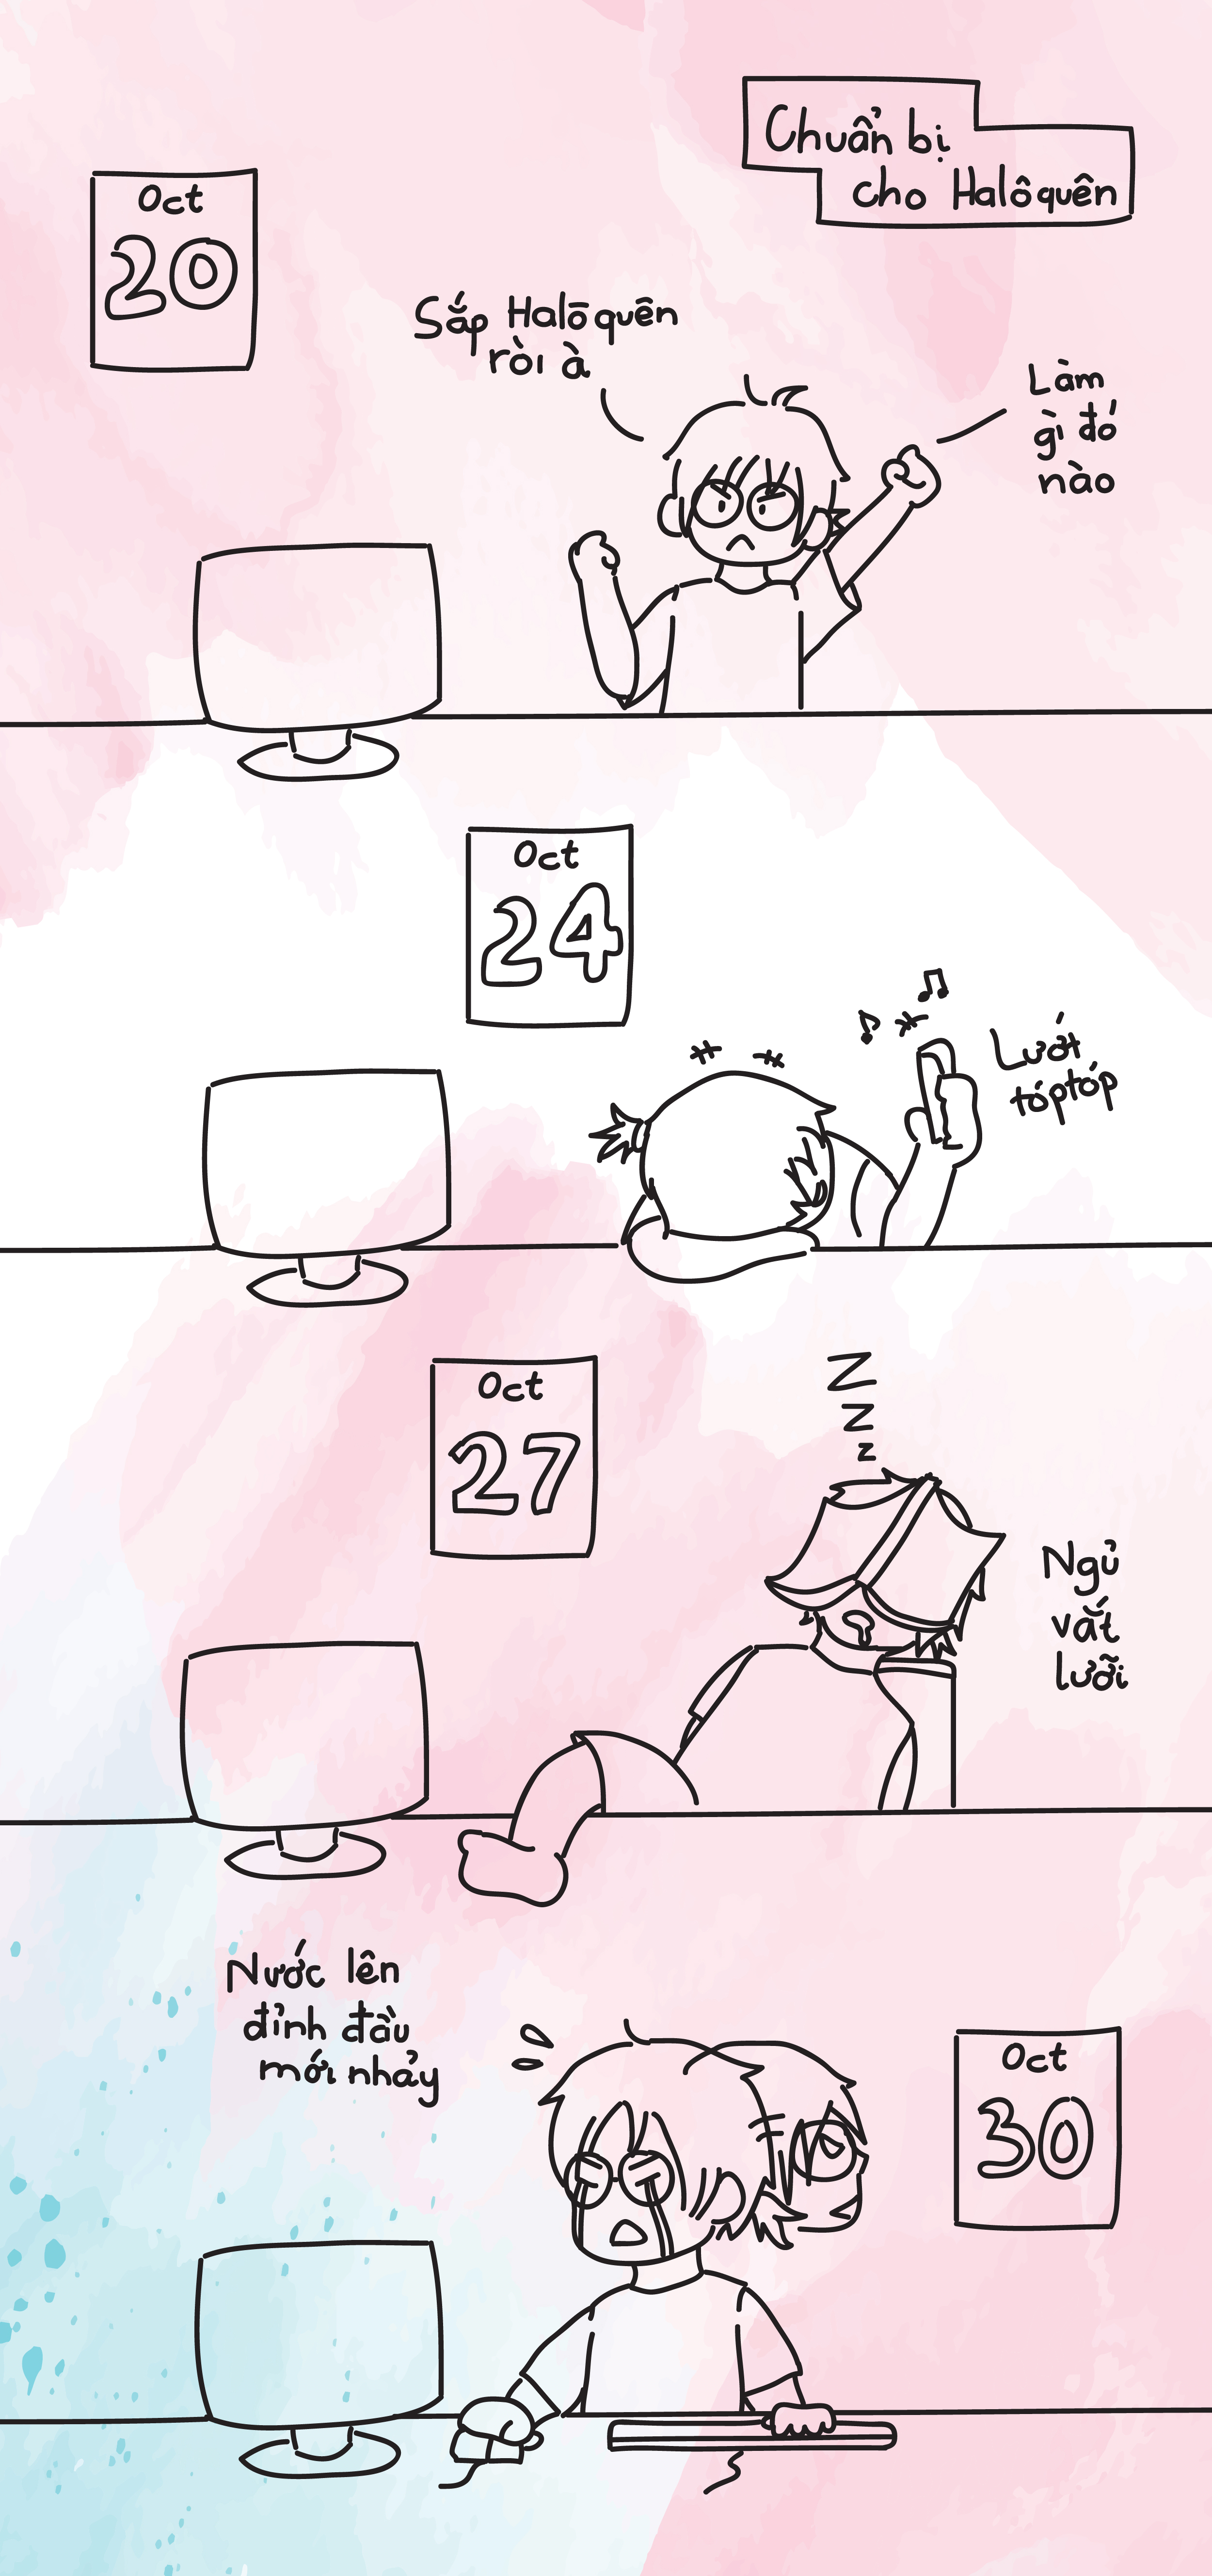 Chuẩn bị
cho Halôquên
Oct
20
Sắp Halôquên
rồi à
Làm
gì đó
nào
Oct
24
Lướt
tóptóp
Oct
27
Z
Z
z
Ngủ
vắt
lưỡi
Nước lên
đỉnh đầu
mới nhảy
Oct
30